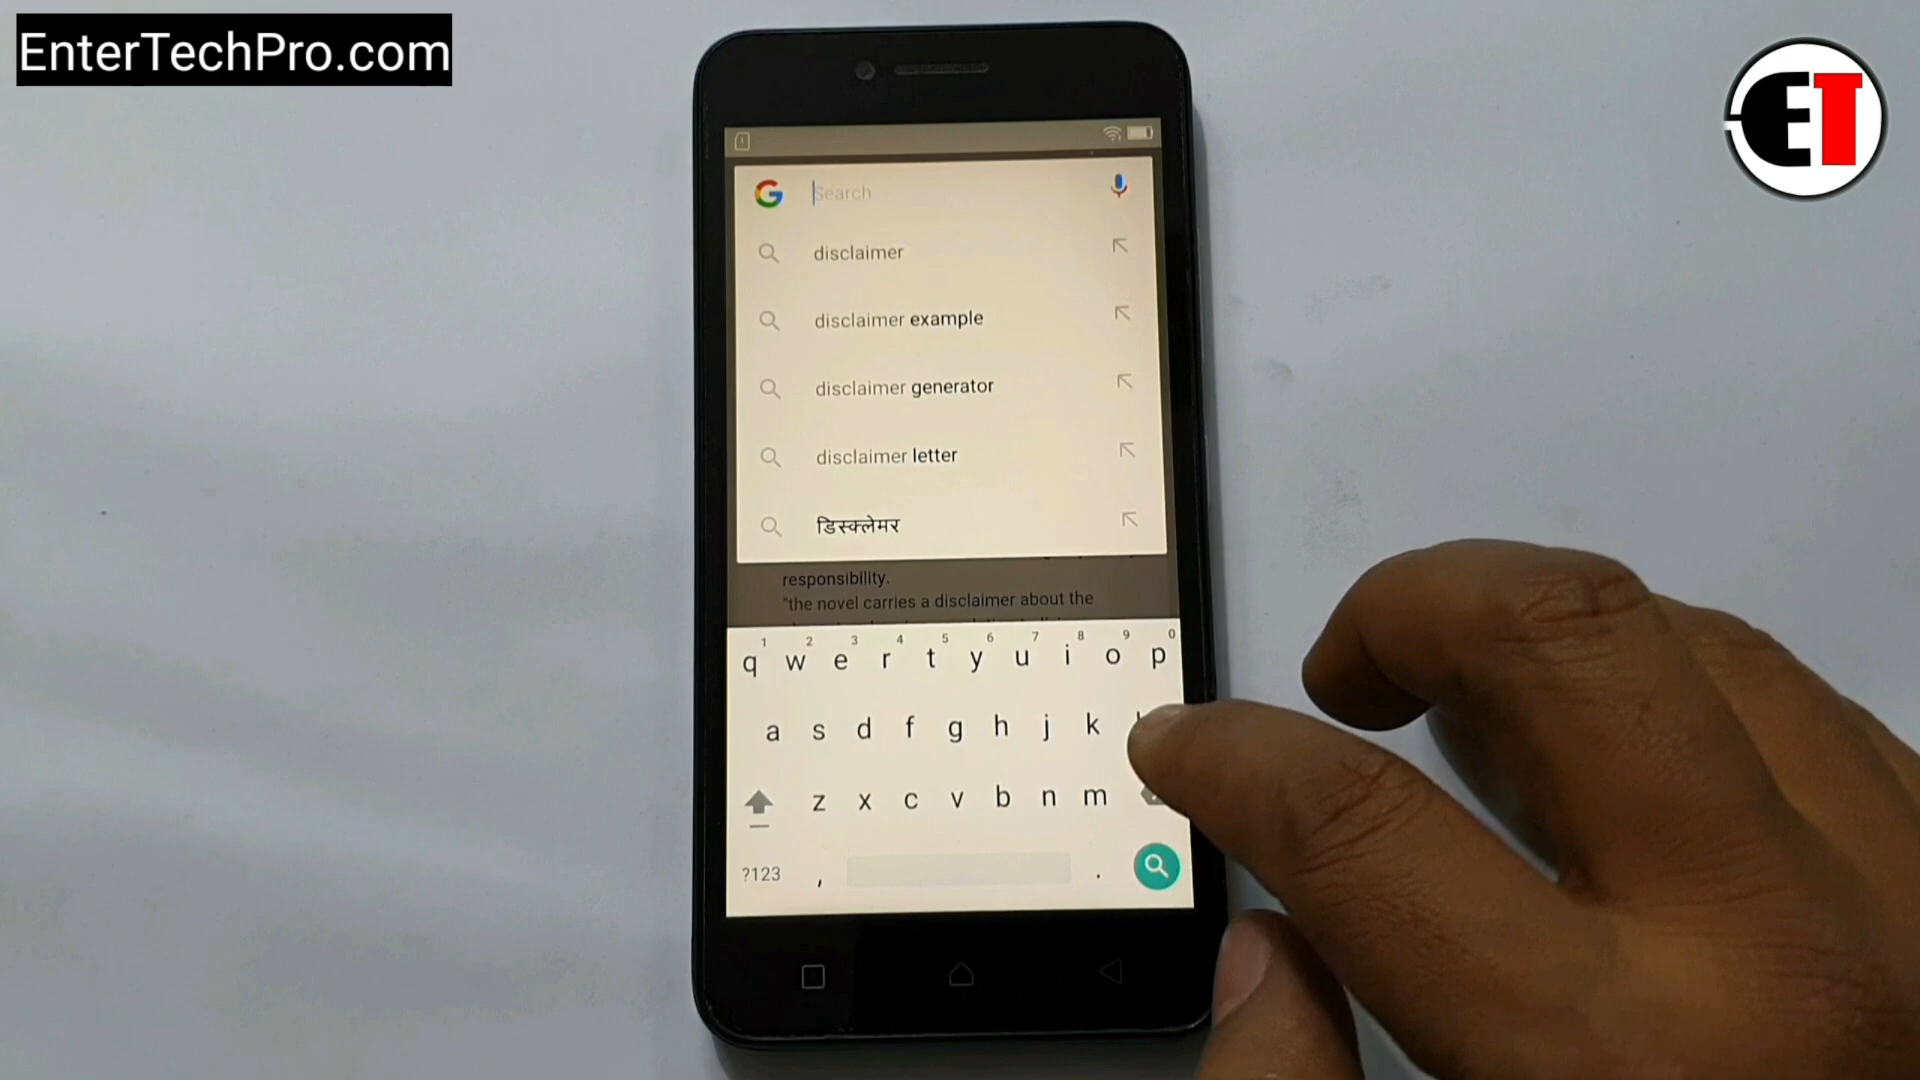 EnterTechPro.com
ET
Search
disclaimer
disclaimer example
disclaimer generator
disclaimer letter
डिस्क्लेमर
responsibility.
"the novel carries a disclaimer about the
1 2 3 4 5 6 7 8 9 0
q w e r t y u i o p
a s d f g h j k
z x c v b n m
?123 , .